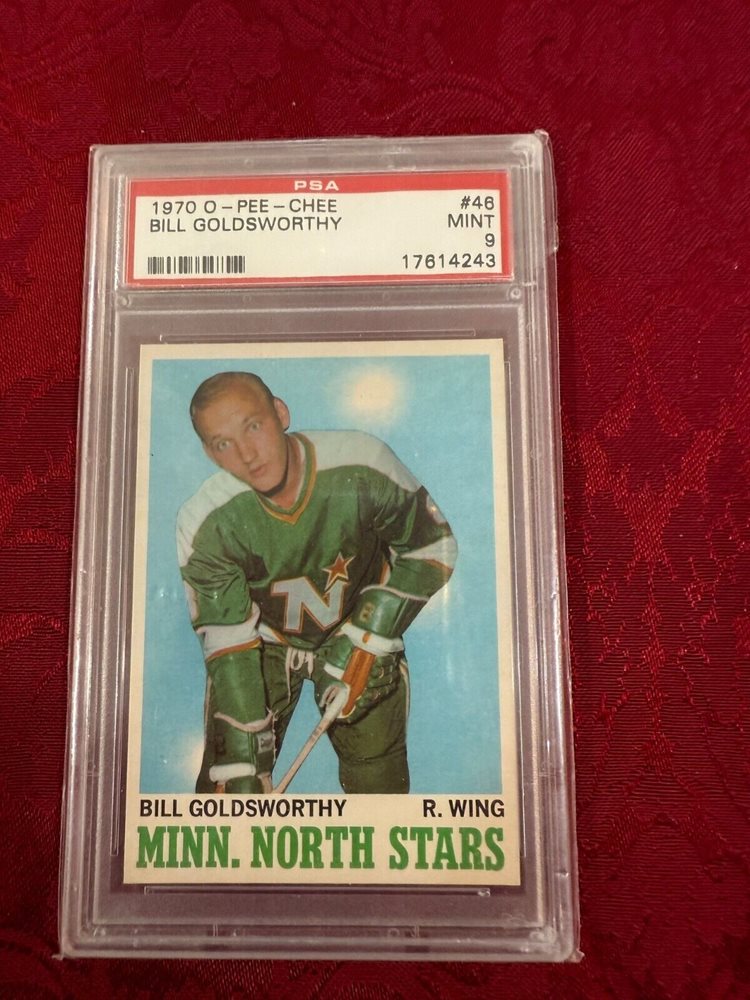 PSA
1970 O-PEE-CHEE #46
BILL GOLDSWORTHY MINT
9
17614243
N
BILL GOLDSWORTHY R. WING
MINN. NORTH STARS